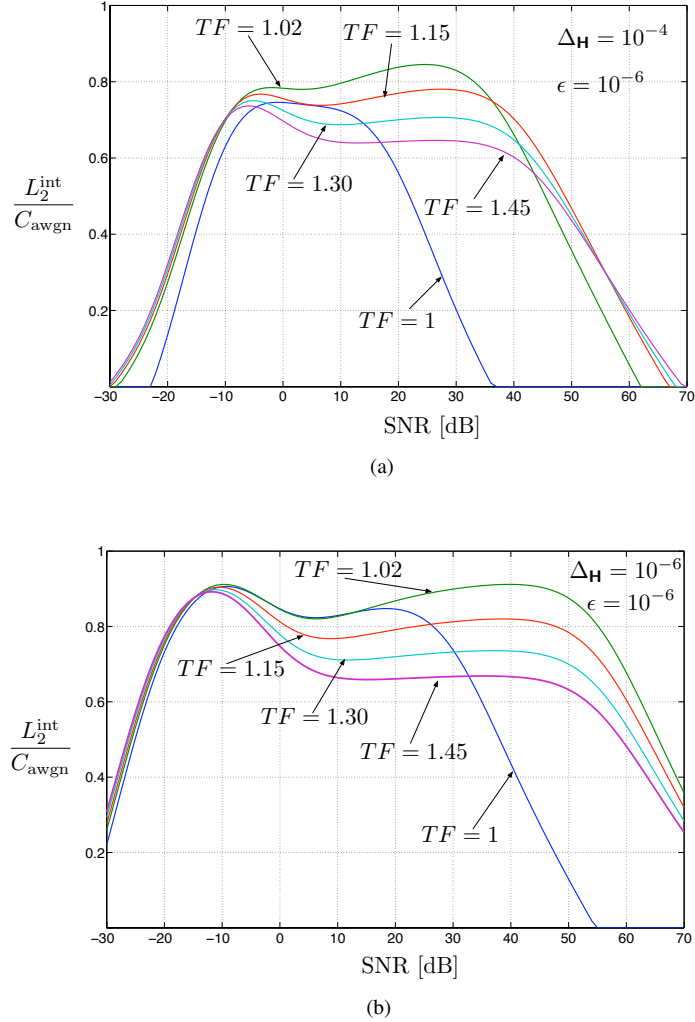 TF = 1.02
TF = 1.15
Δ_H = 10^−4
ϵ = 10^−6
TF = 1.30
TF = 1.45
TF = 1
L_2^int / C_awgn
1
0.8
0.6
0.4
0.2
0
−30 −20 −10 0 10 20 30 40 50 60 70
SNR [dB]
(a)
TF = 1.02
Δ_H = 10^−6
ϵ = 10^−6
TF = 1.15
TF = 1.30
TF = 1.45
TF = 1
L_2^int / C_awgn
1
0.8
0.6
0.4
0.2
−30 −20 −10 0 10 20 30 40 50 60 70
SNR [dB]
(b)